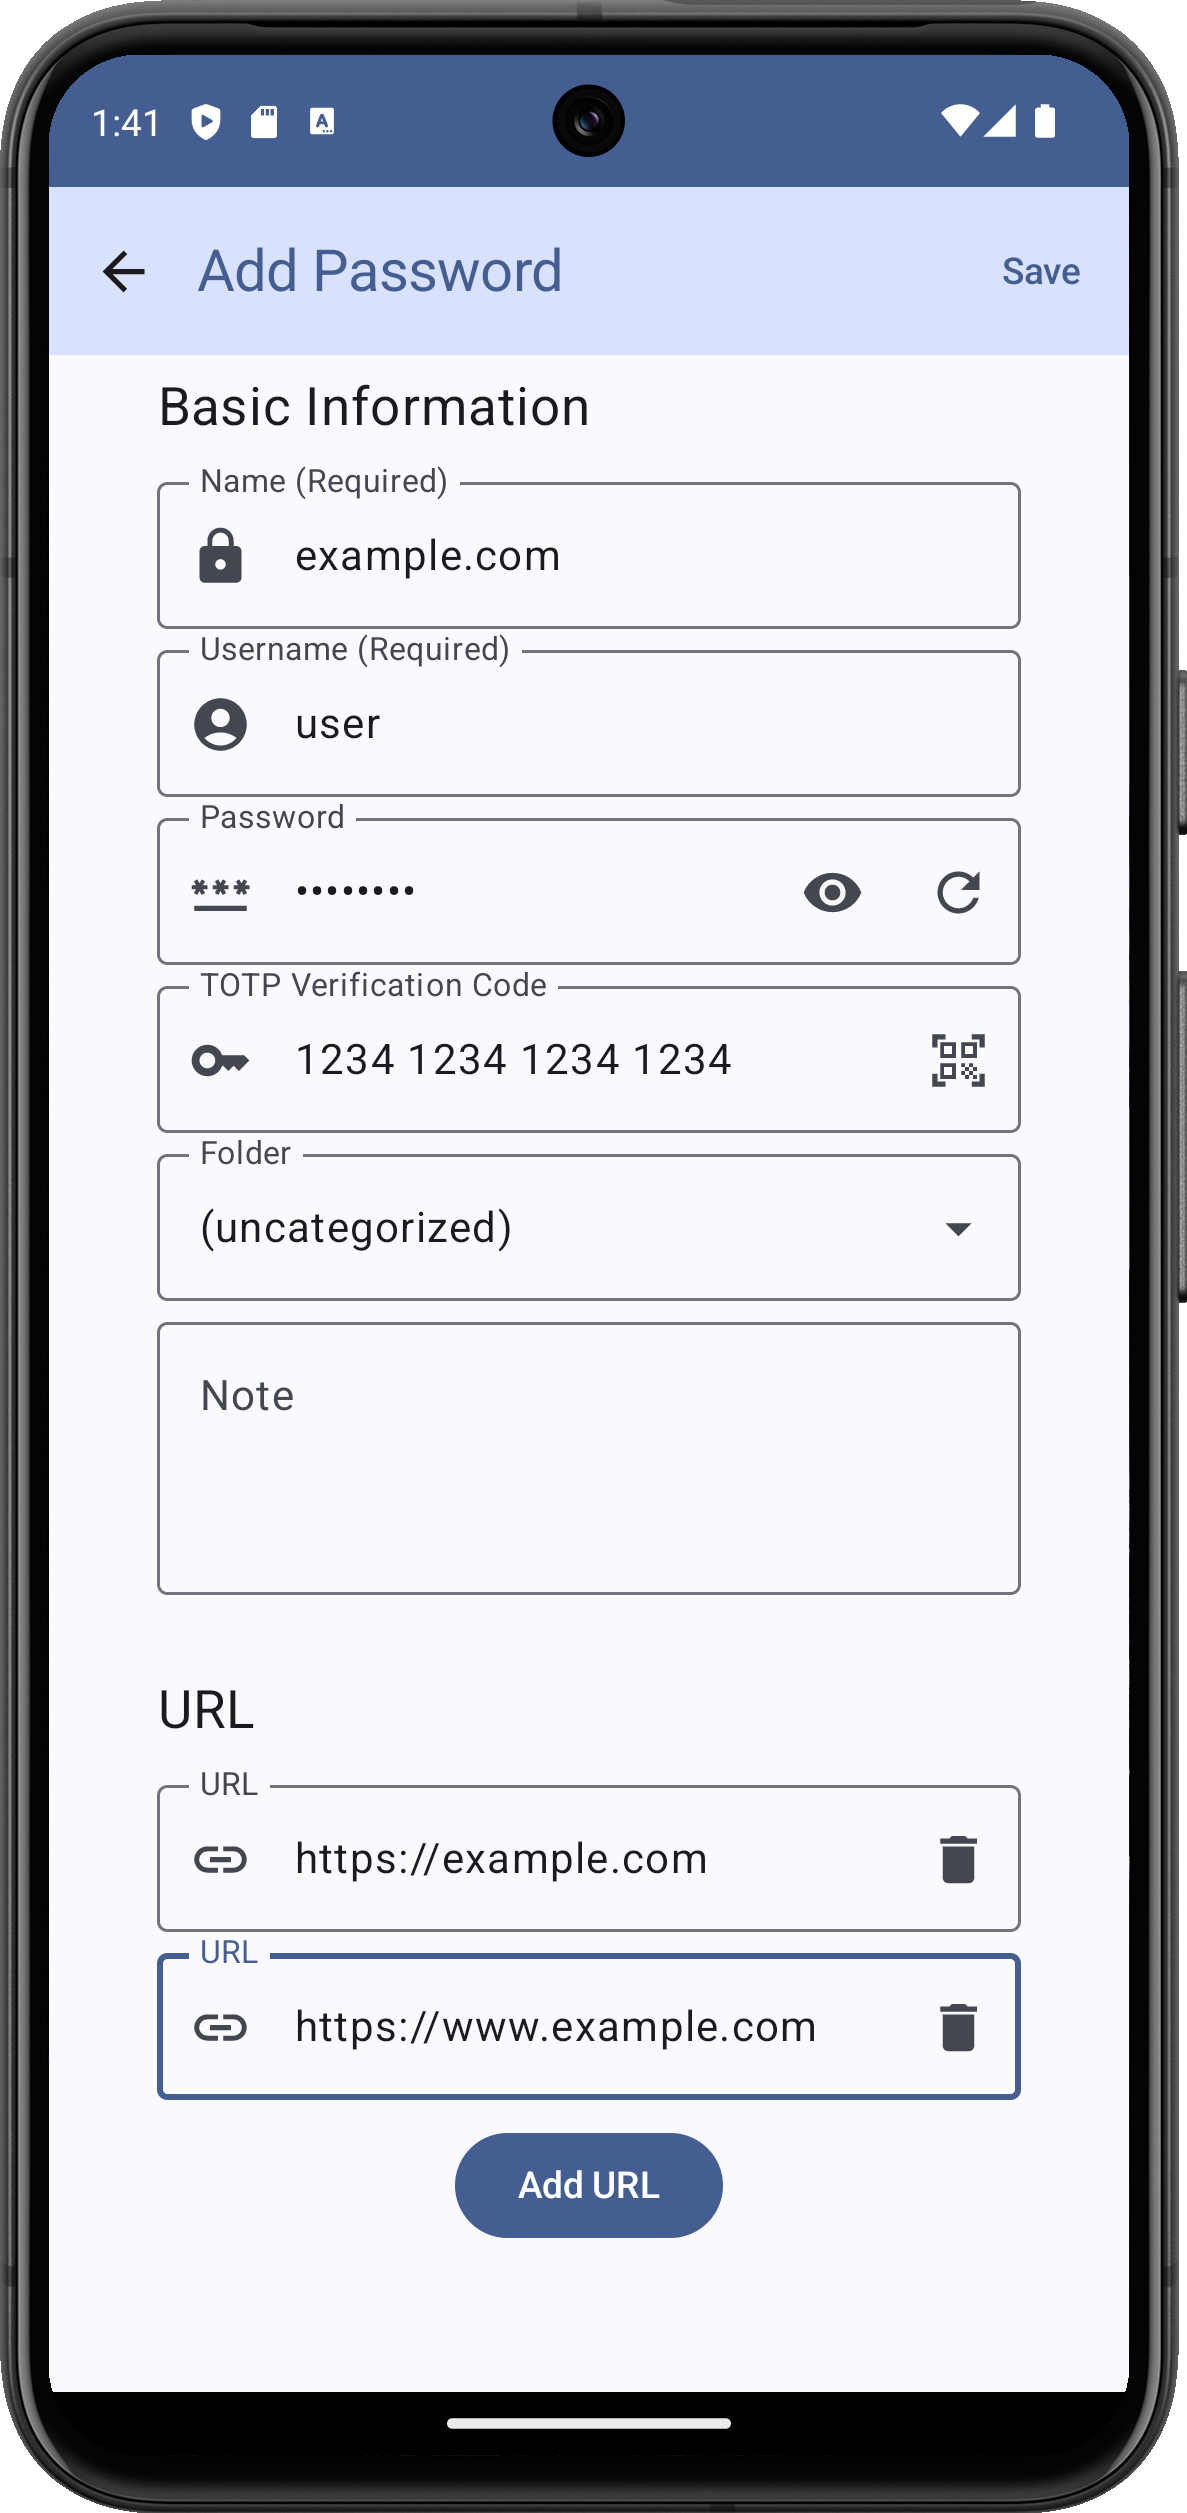 1:41
Add Password
Save
Basic Information
Name (Required)
example.com
Username (Required)
user
Password
••••••••
TOTP Verification Code
1234 1234 1234 1234
Folder
(uncategorized)
Note
URL
URL
https://example.com
URL
https://www.example.com
Add URL